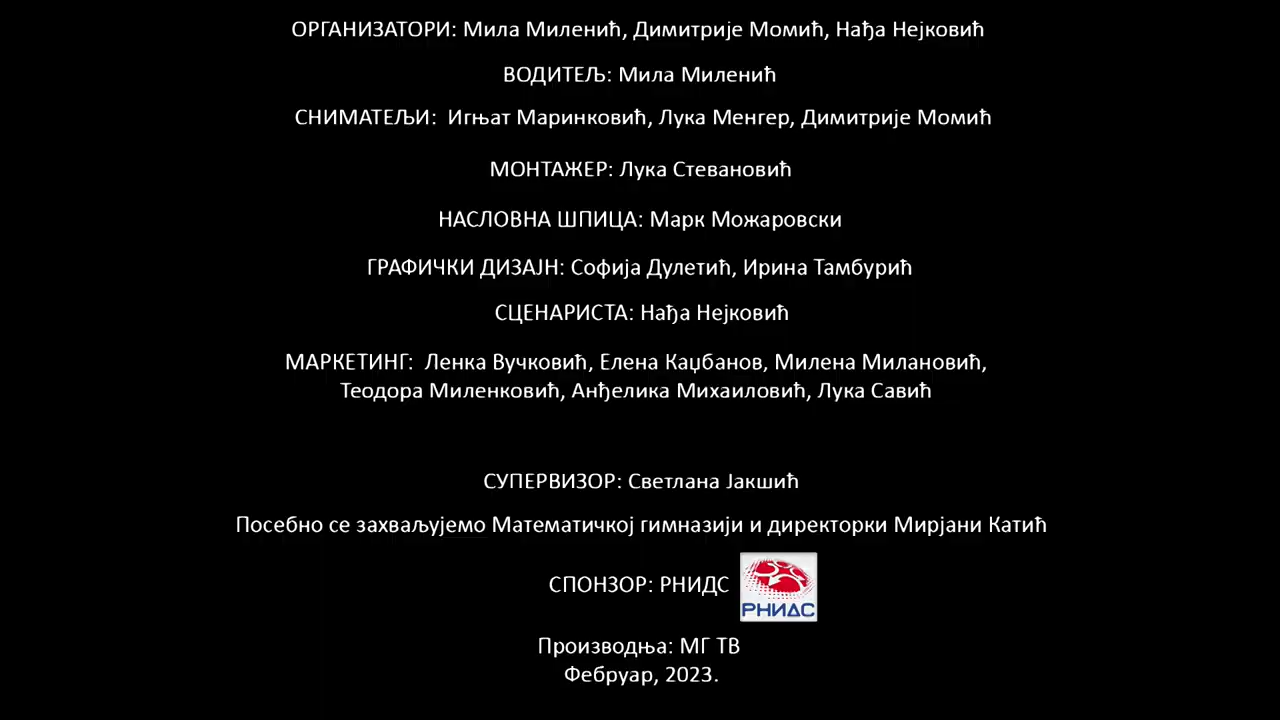 ОРГАНИЗАТОРИ: Мила Миленић, Димитрије Момић, Нађа Нејковић
ВОДИТЕЉ: Мила Миленић
СНИМАТЕЉИ:  Игњат Маринковић, Лука Менгер, Димитрије Момић
МОНТАЖЕР: Лука Стевановић
НАСЛОВНА ШПИЦА: Марк Можаровски
ГРАФИЧКИ ДИЗАЈН: Софија Дулетић, Ирина Тамбурић
СЦЕНАРИСТА: Нађа Нејковић
МАРКЕТИНГ:  Ленка Вучковић, Елена Каџбанов, Милена Милановић,
Теодора Миленковић, Анђелика Михаиловић, Лука Савић
СУПЕРВИЗОР: Светлана Јакшић
Посебно се захваљујемо Математичкој гимназији и директорки Мирјани Катић
СПОНЗОР: РНИДС
РНИДС
Производња: МГ ТВ
Фебруар, 2023.